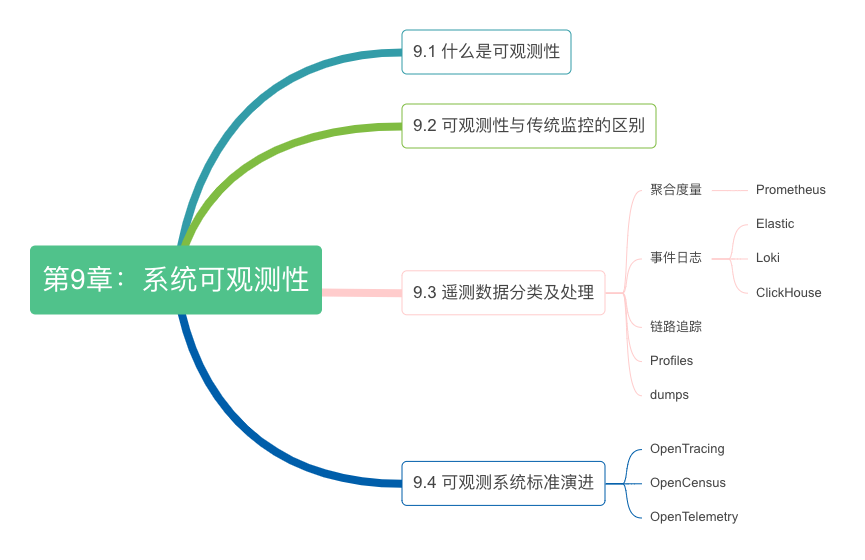 第9章：系统可观测性
9.1 什么是可观测性
9.2 可观测性与传统监控的区别
9.3 遥测数据分类及处理
聚合度量
Prometheus
事件日志
Elastic
Loki
ClickHouse
链路追踪
Profiles
dumps
9.4 可观测系统标准演进
OpenTracing
OpenCensus
OpenTelemetry